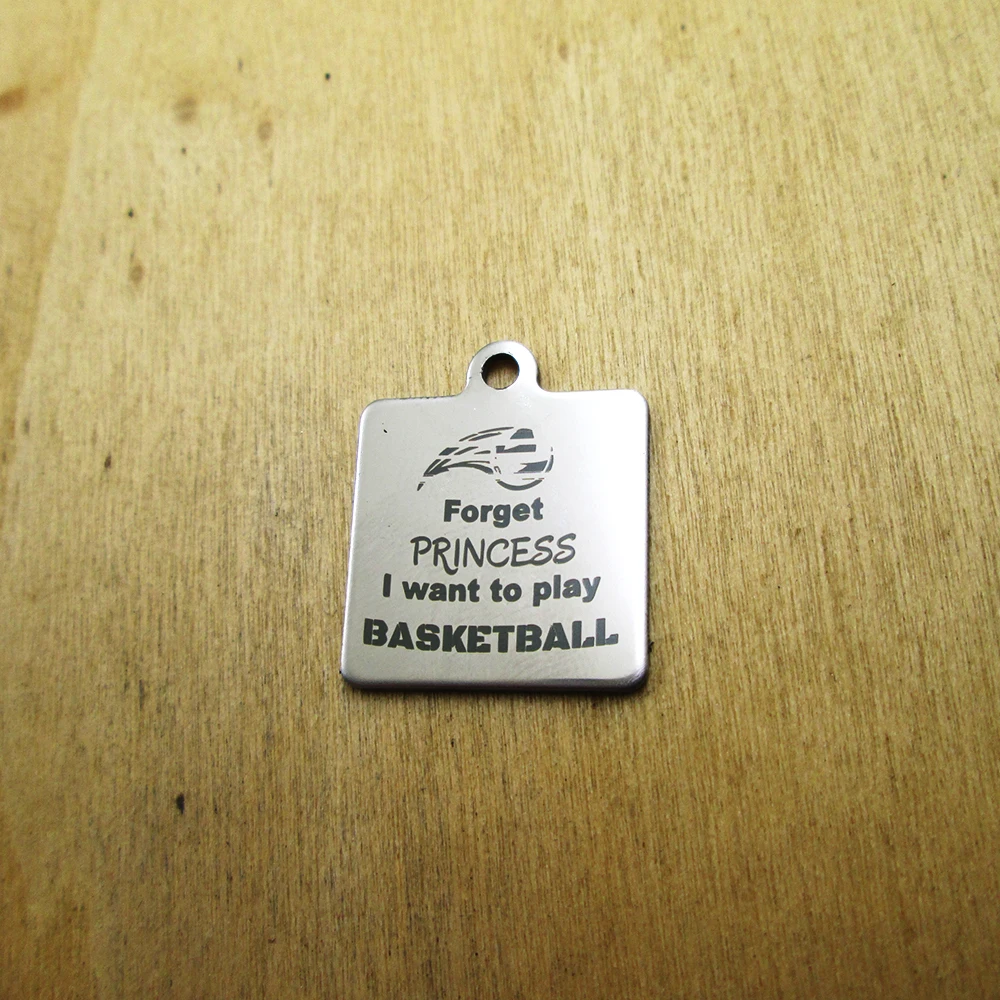 Forget
PRINCESS
I want to play
BASKETBALL